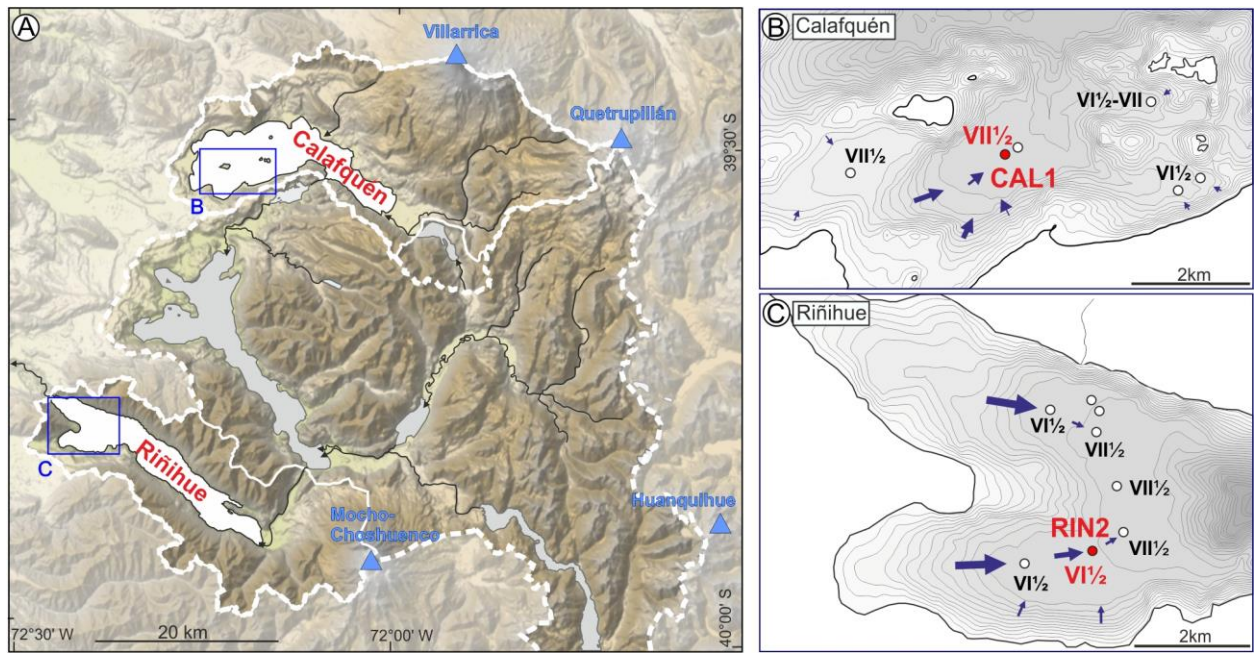 A
Villarrica
Quetrupillán
39°30' S
Calafquen
B
Riñihue
C
Huanquihue
Mocho-
Choshuenco
72°30' W
20 km
72°00' W
40°00' S
B Calafquén
VI½-VII
VII½
VII½
CAL1
VI½
2km
C Riñihue
VI½
VII½
VII½
RIN2
VII½
VI½
VI½
2km